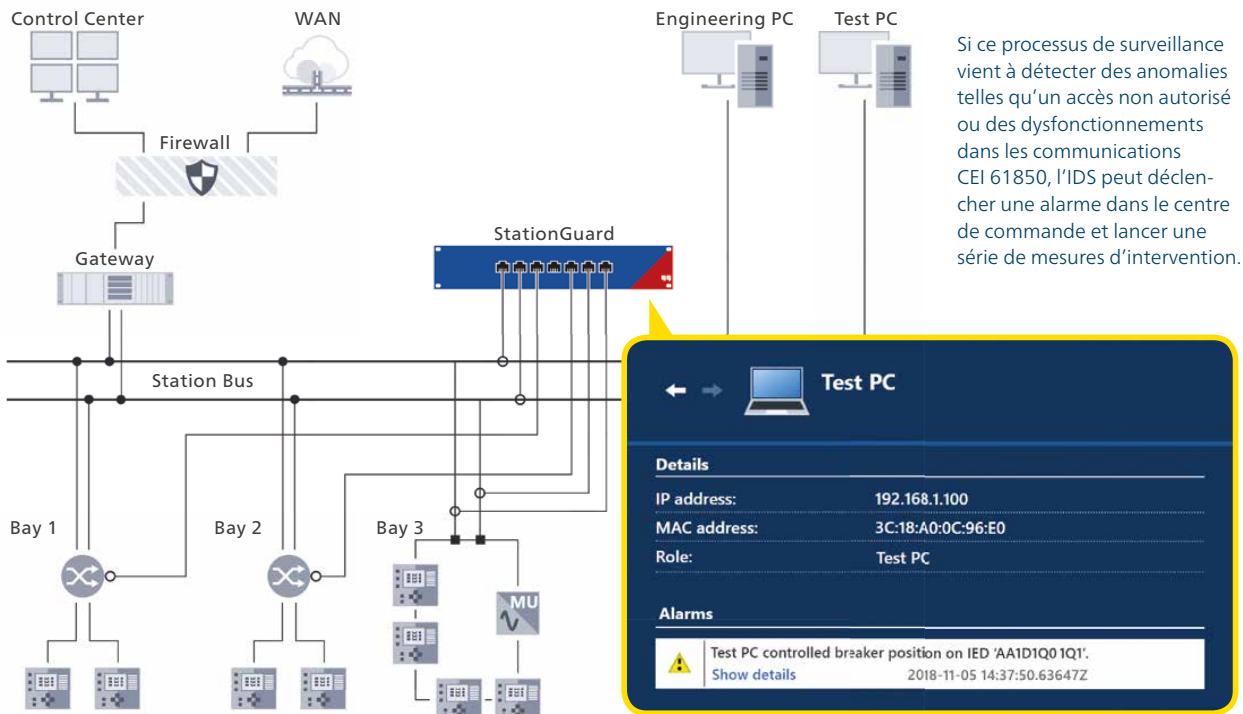 Control Center
WAN
Engineering PC
Test PC
Si ce processus de surveillance
vient à détecter des anomalies
telles qu'un accès non autorisé
ou des dysfonctionnements
dans les communications
CEI 61850, l'IDS peut déclen-
cher une alarme dans le centre
de commande et lancer une
série de mesures d'intervention.
Firewall
StationGuard
Gateway
Station Bus
Bay 1
Bay 2
Bay 3
MU
Test PC
Details
IP address: 192.168.1.100
MAC address: 3C:18:A0:0C:96:E0
Role: Test PC
Alarms
Test PC controlled breaker position on IED 'AA1D1Q01Q1'.
Show details 2018-11-05 14:37:50.63647Z